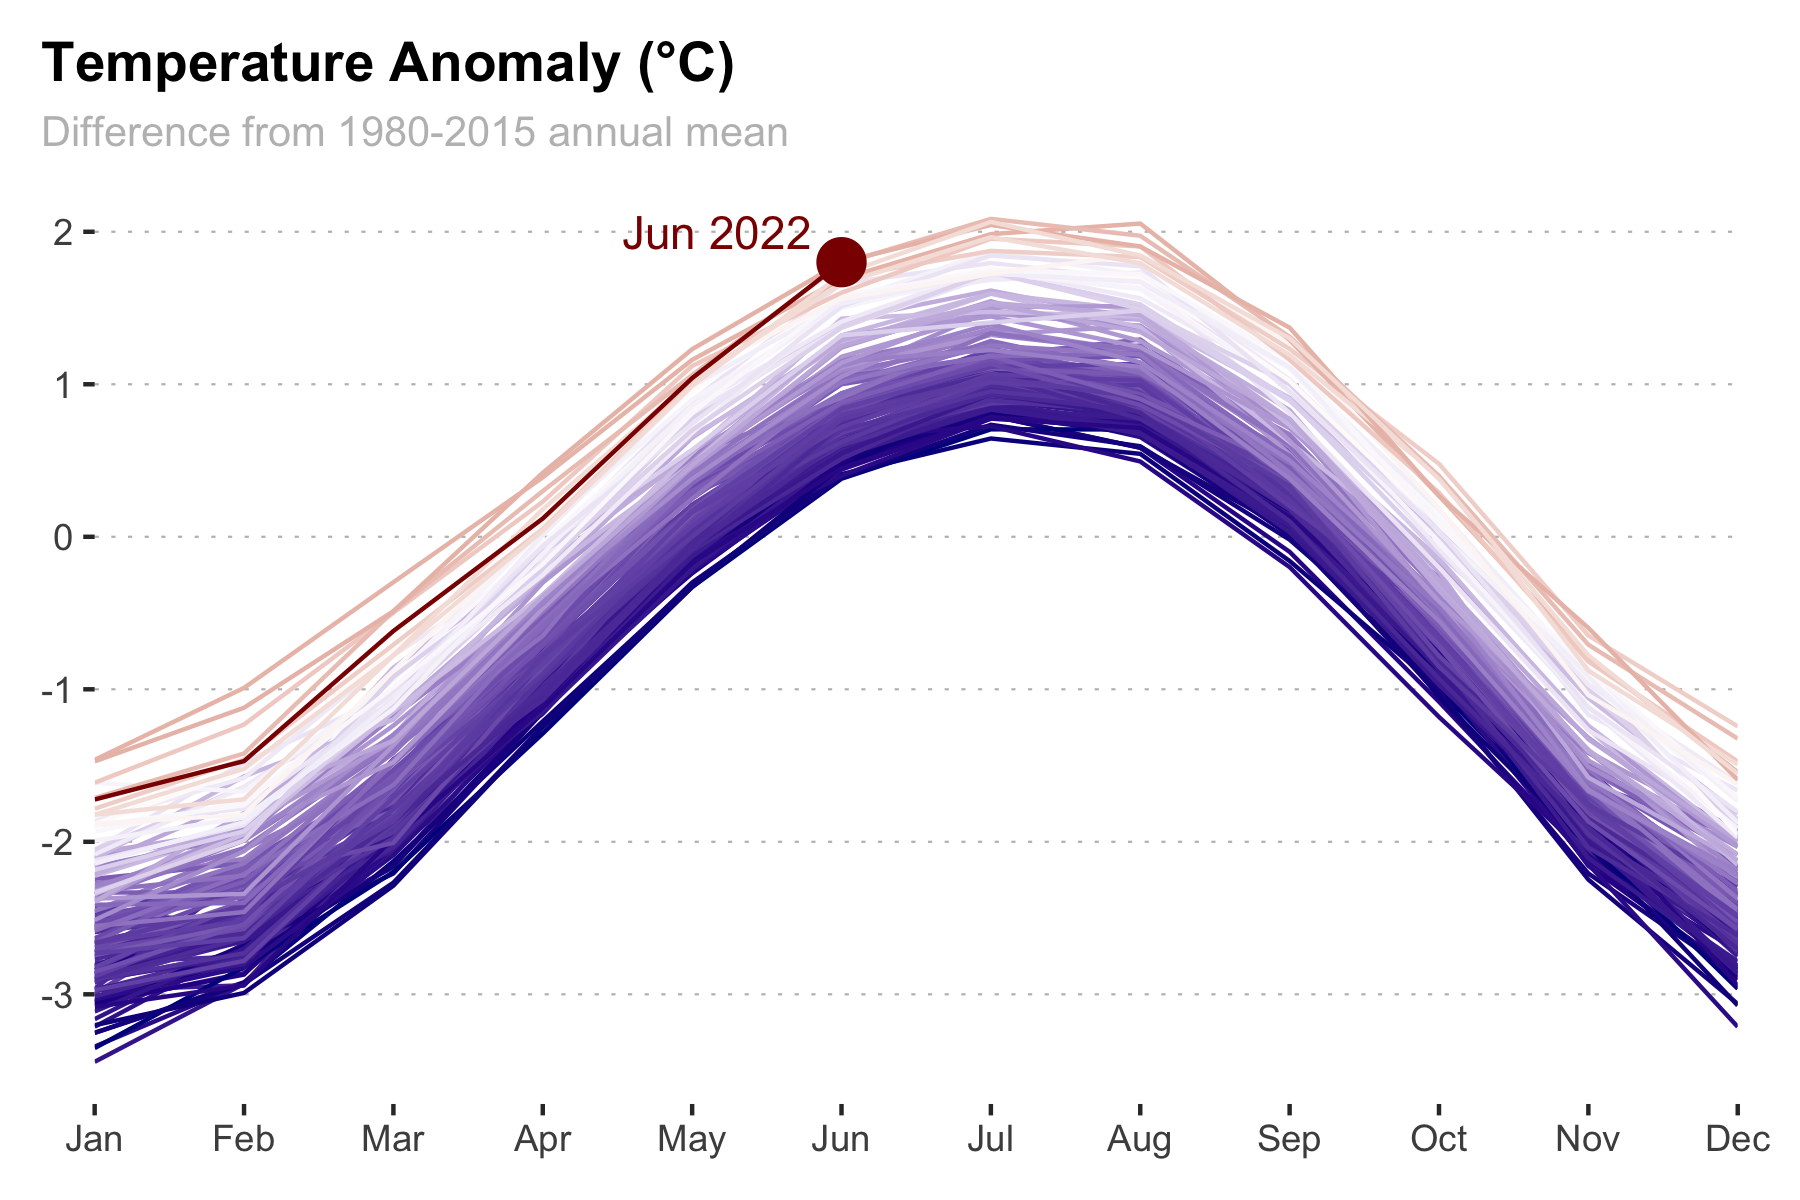 Temperature Anomaly (°C)
Difference from 1980-2015 annual mean
Jun 2022
2
1
0
-1
-2
-3
Jan Feb Mar Apr May Jun Jul Aug Sep Oct Nov Dec